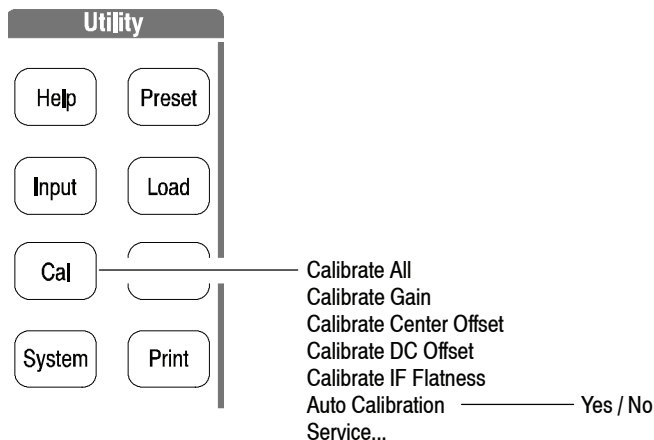 Utility
Help Preset
Input Load
Cal
System Print
Calibrate All
Calibrate Gain
Calibrate Center Offset
Calibrate DC Offset
Calibrate IF Flatness
Auto Calibration Yes / No
Service...